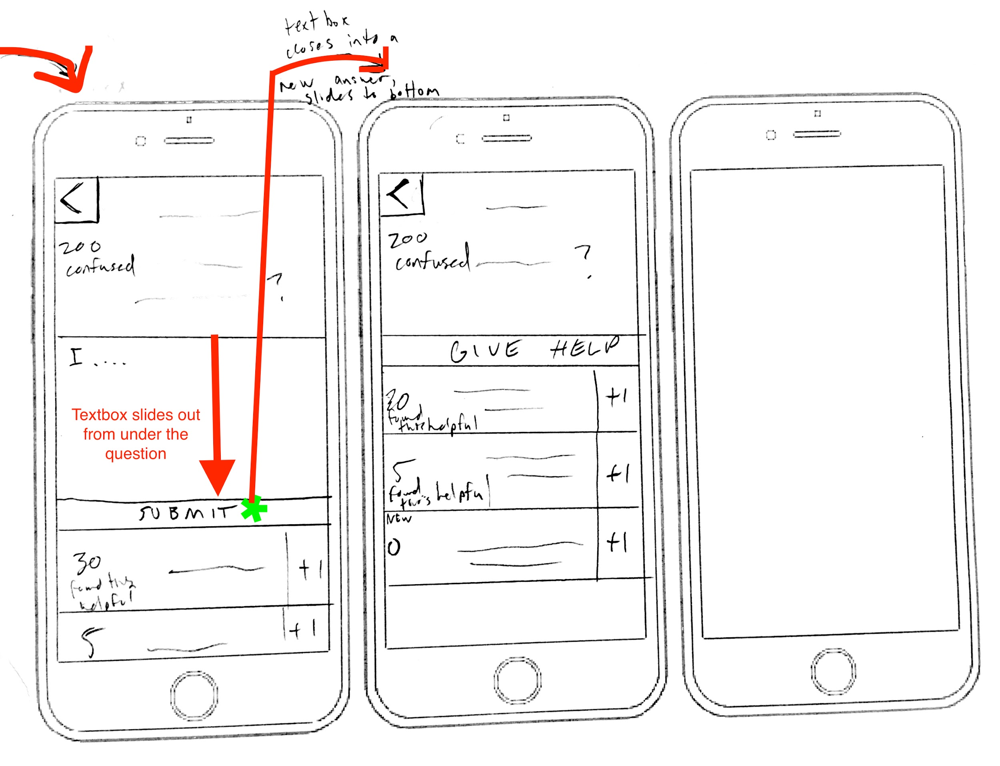 text box
closes into a
new answer,
slides to bottom
<
200
confused
?
I ....
Textbox slides out
from under the
question
SUBMIT *
30
found this
helpful
+1
5
+1
<
200
confused
?
GIVE HELP
30
found
this helpful
+1
5
found
this helpful
+1
NEW
0
+1